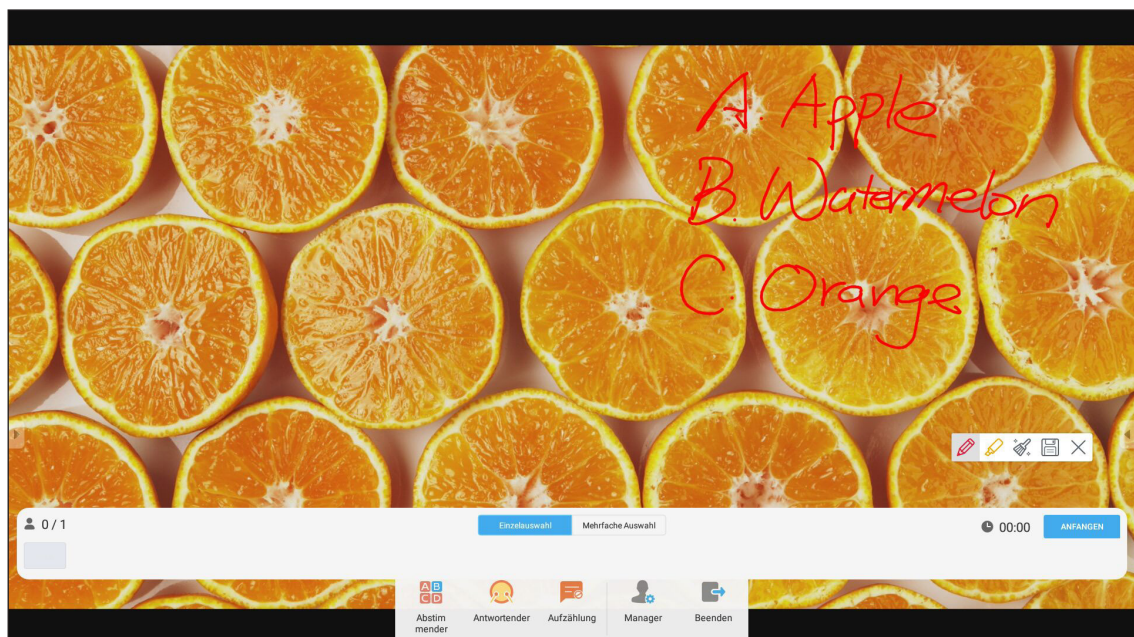 A. Apple
B. Watermelon
C. Orange
0 / 1
Einzelauswahl
Mehrfache Auswahl
00:00
ANFANGEN
A B
C D
Abstim
mender
Antwortender
Aufzählung
Manager
Beenden